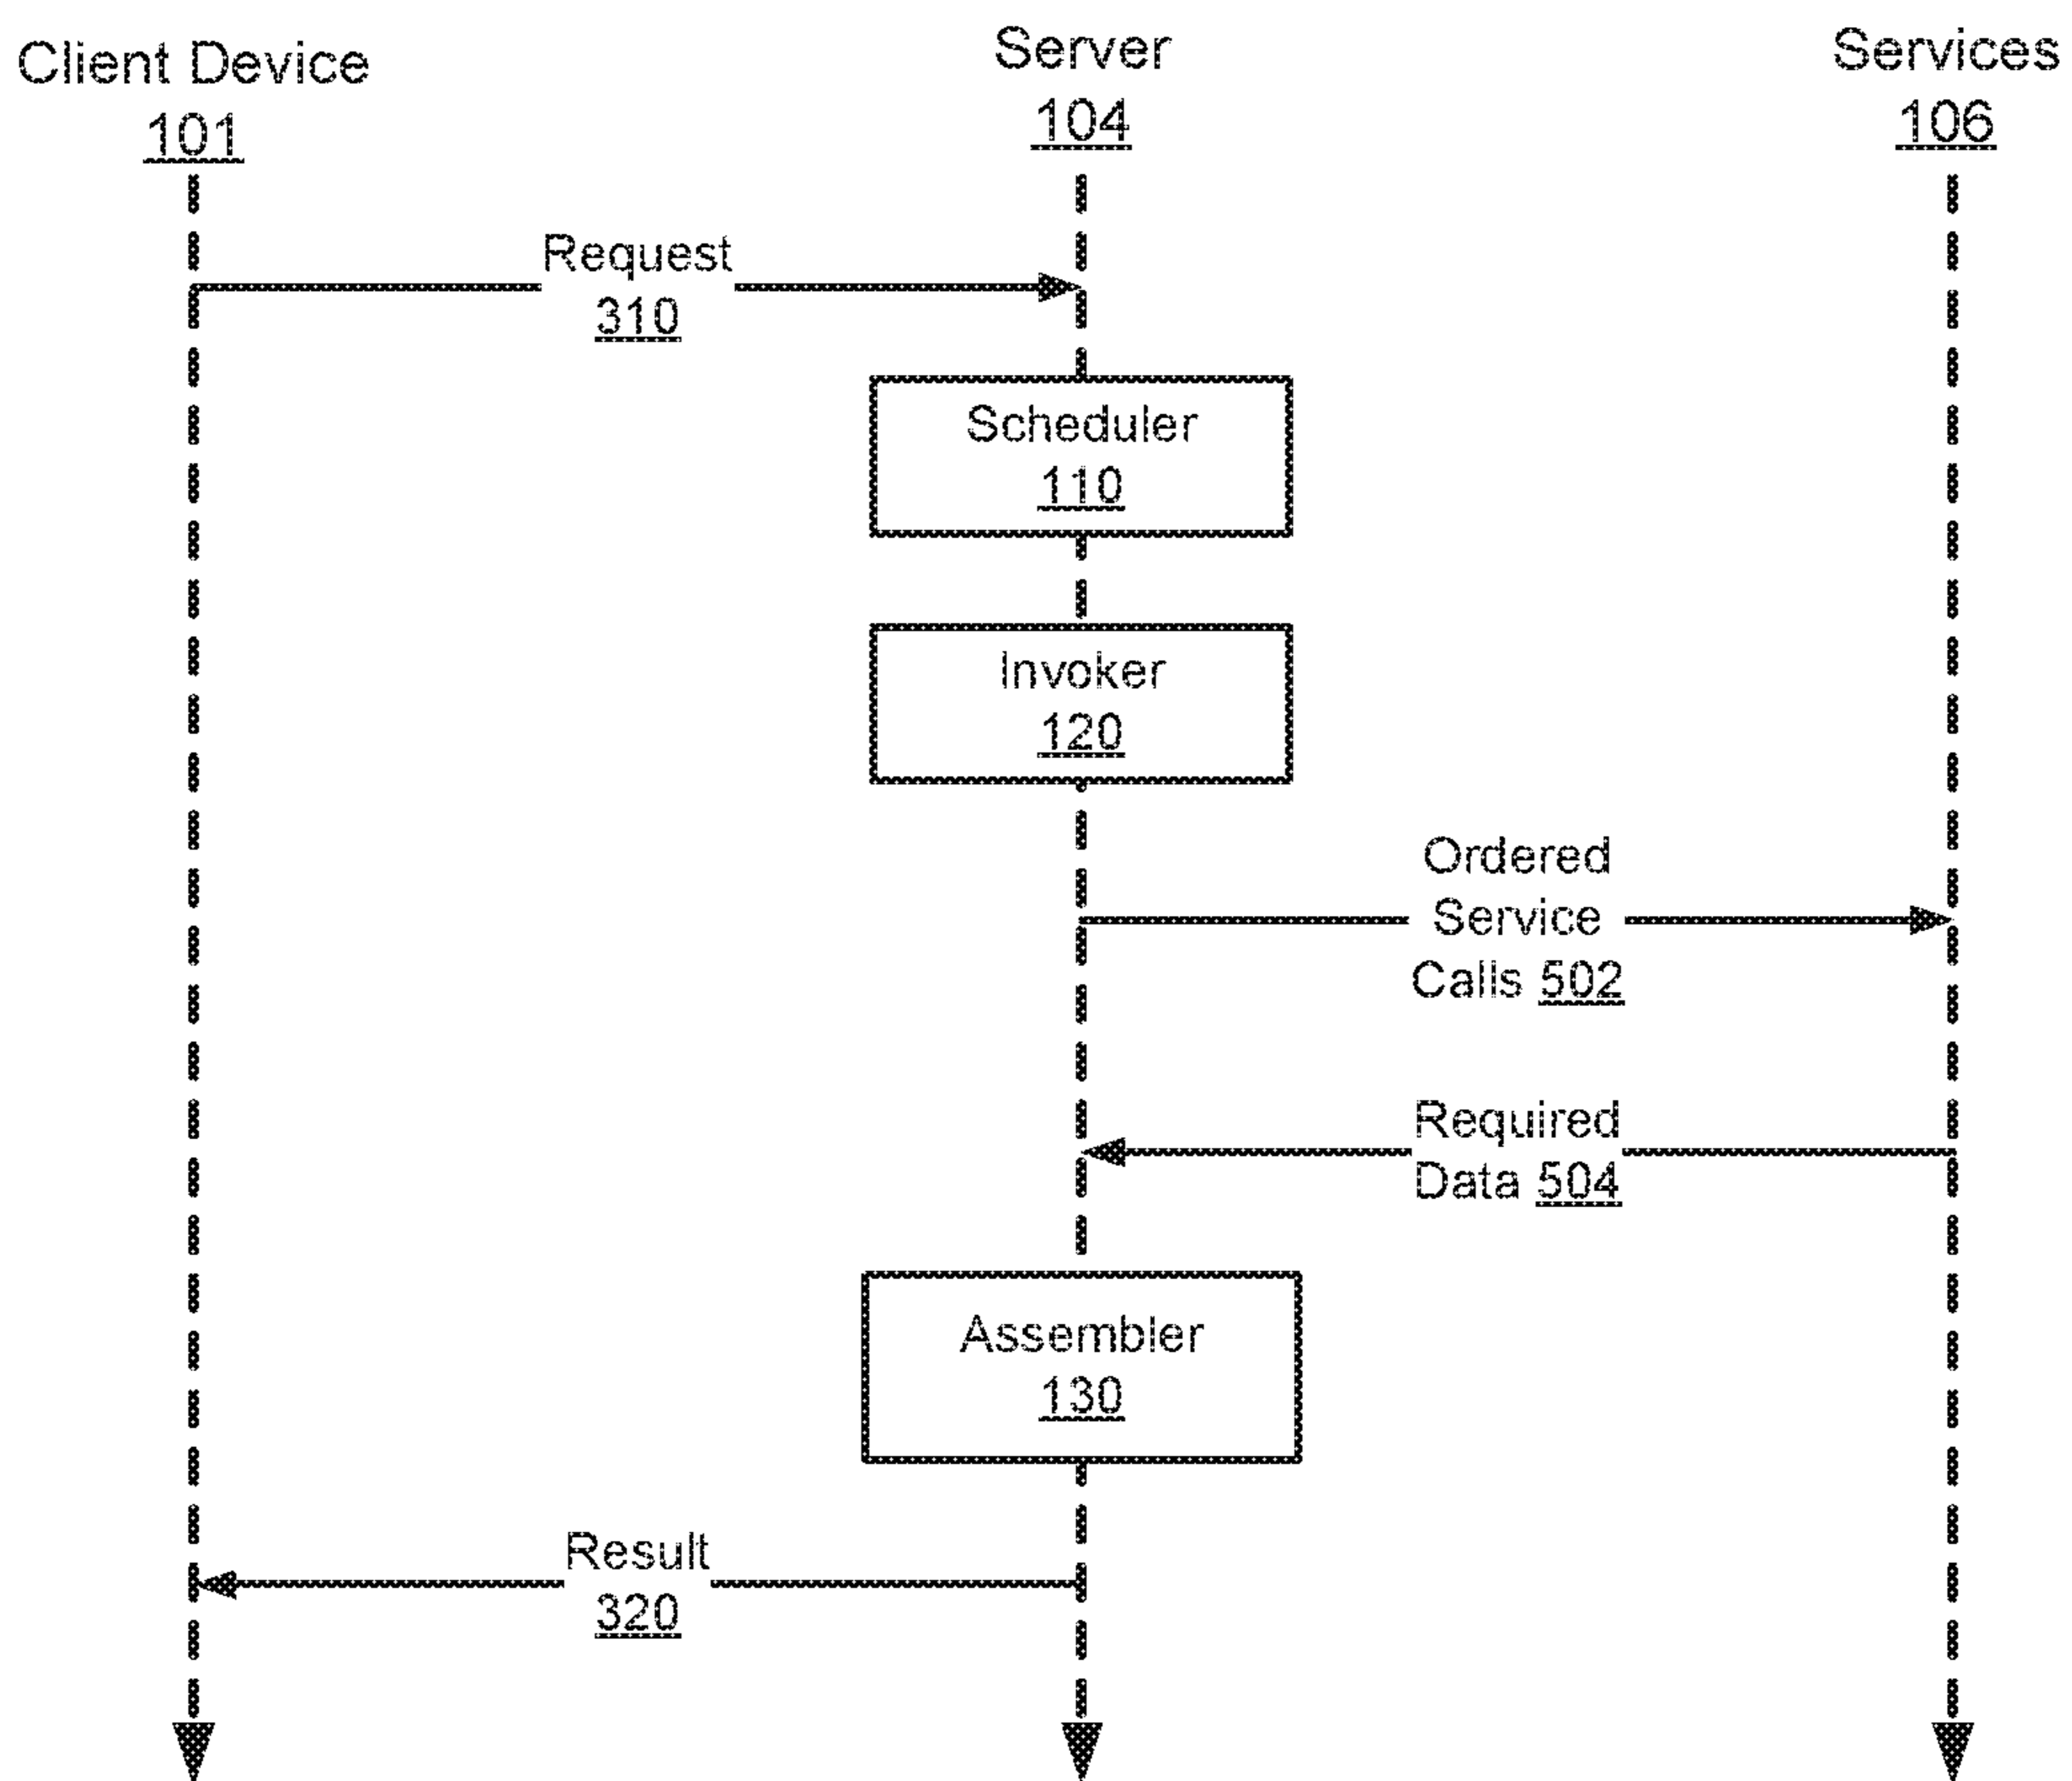 Client Device
101
Server
104
Services
106
Request
310
Scheduler
110
Invoker
120
Ordered
Service
Calls 502
Required
Data 504
Assembler
130
Result
320